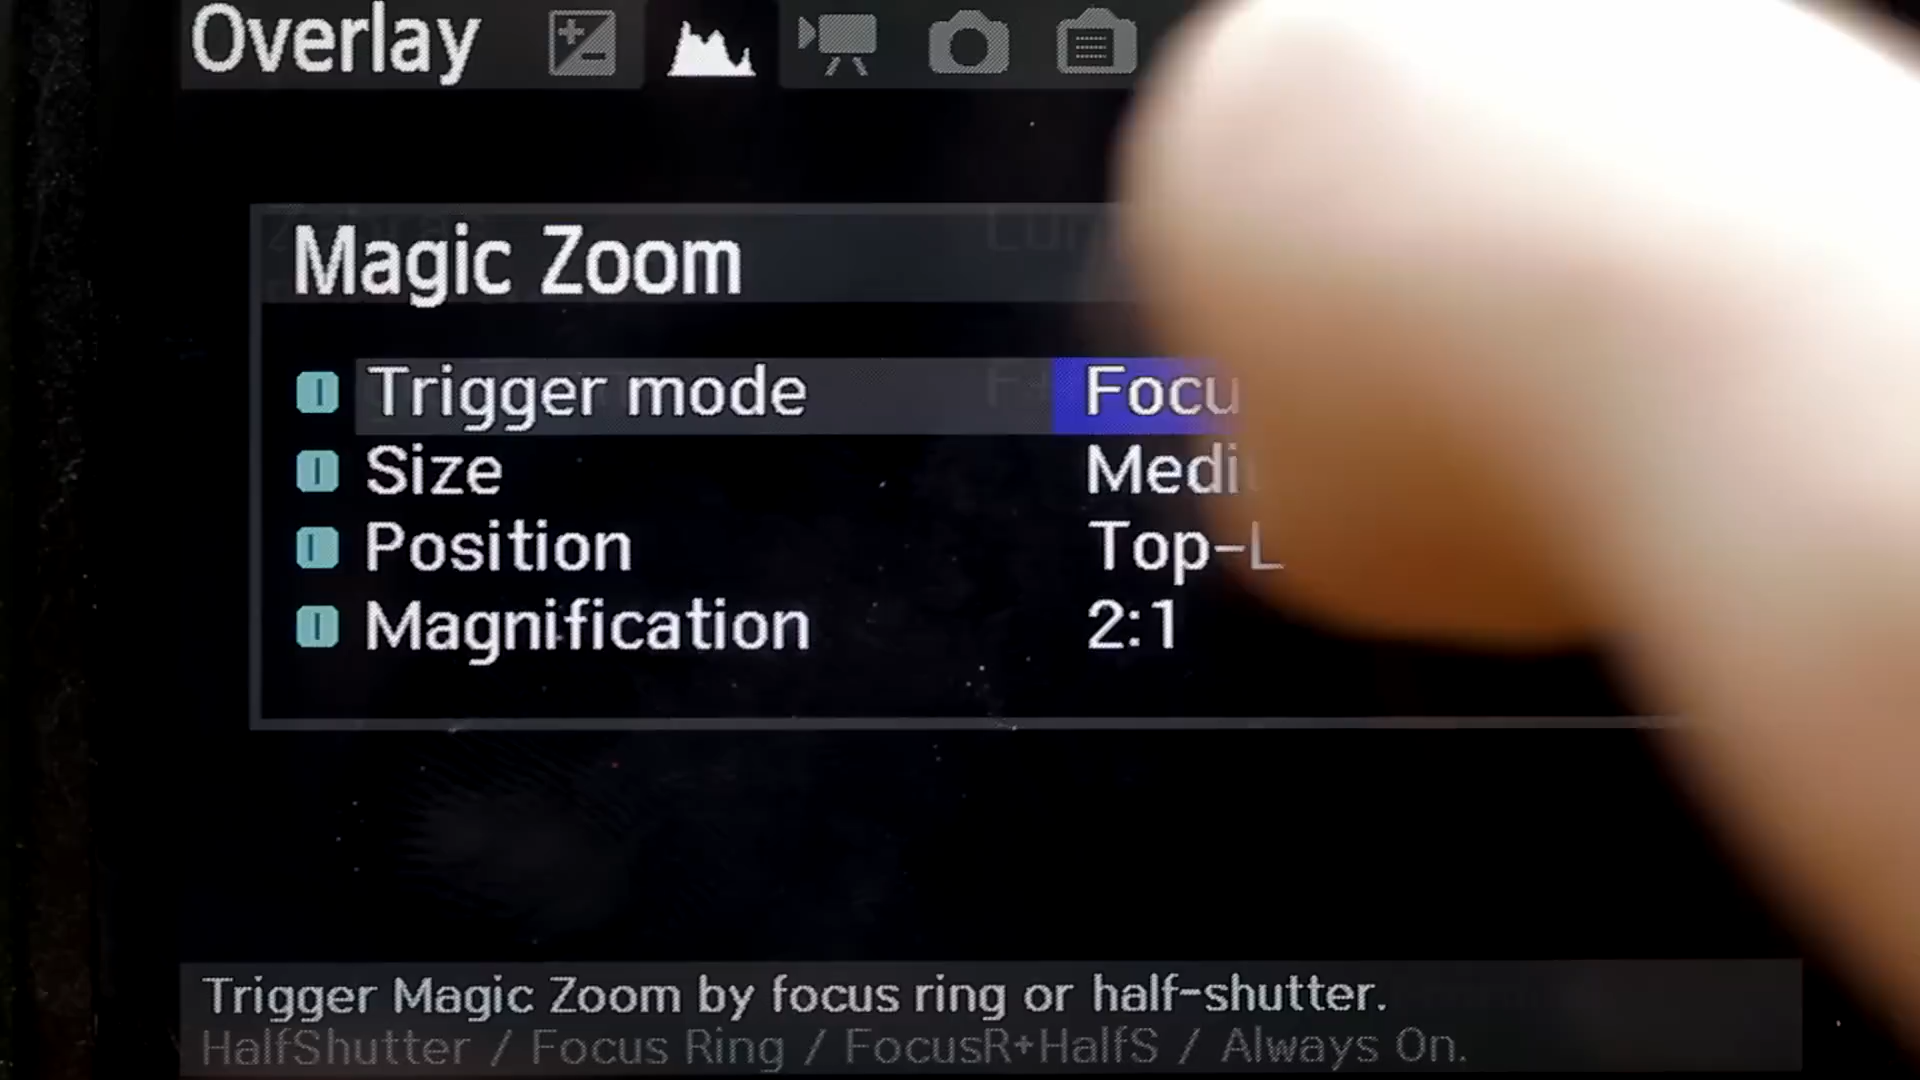 Overlay
Magic Zoom
Trigger mode Focu
Size Medi
Position Top-L
Magnification 2:1
Trigger Magic Zoom by focus ring or half-shutter.
HalfShutter / Focus Ring / FocusR+HalfS / Always On.